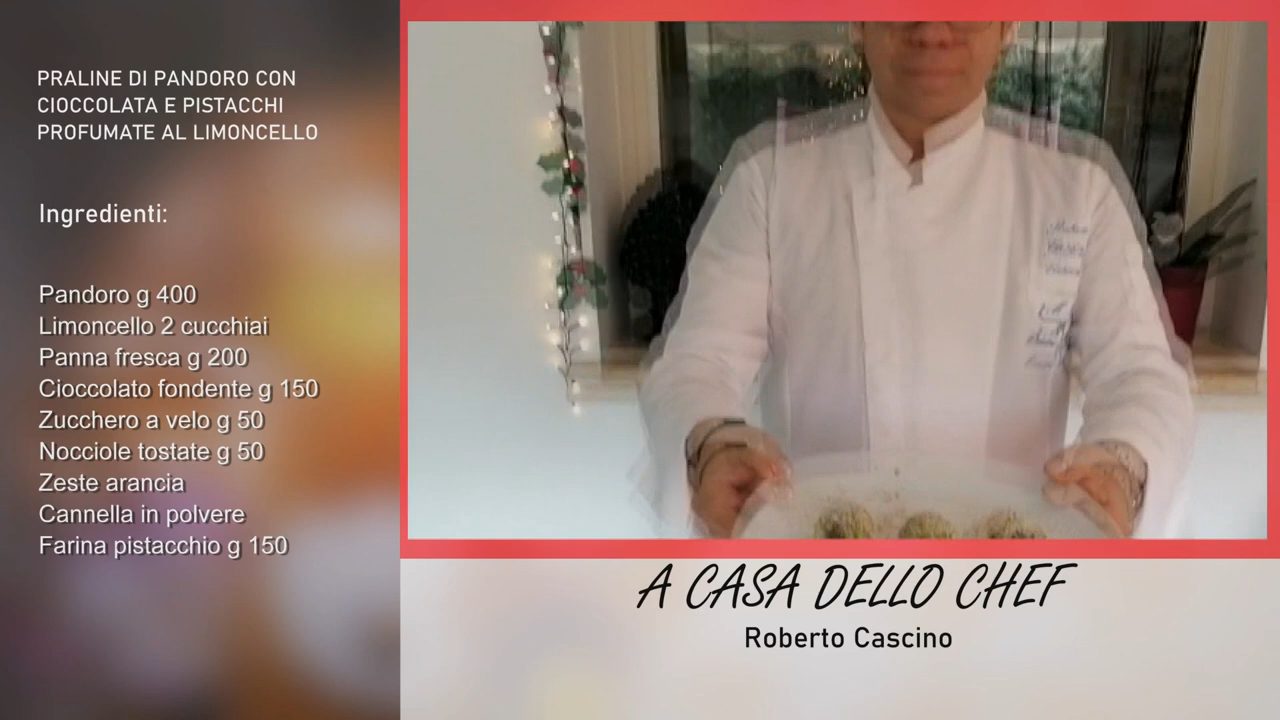 PRALINE DI PANDORO CON
CIOCCOLATA E PISTACCHI
PROFUMATE AL LIMONCELLO
Ingredienti:
Pandoro g 400
Limoncello 2 cucchiai
Panna fresca g 200
Cioccolato fondente g 150
Zucchero a velo g 50
Nocciole tostate g 50
Zeste arancia
Cannella in polvere
Farina pistacchio g 150
A CASA DELLO CHEF
Roberto Cascino